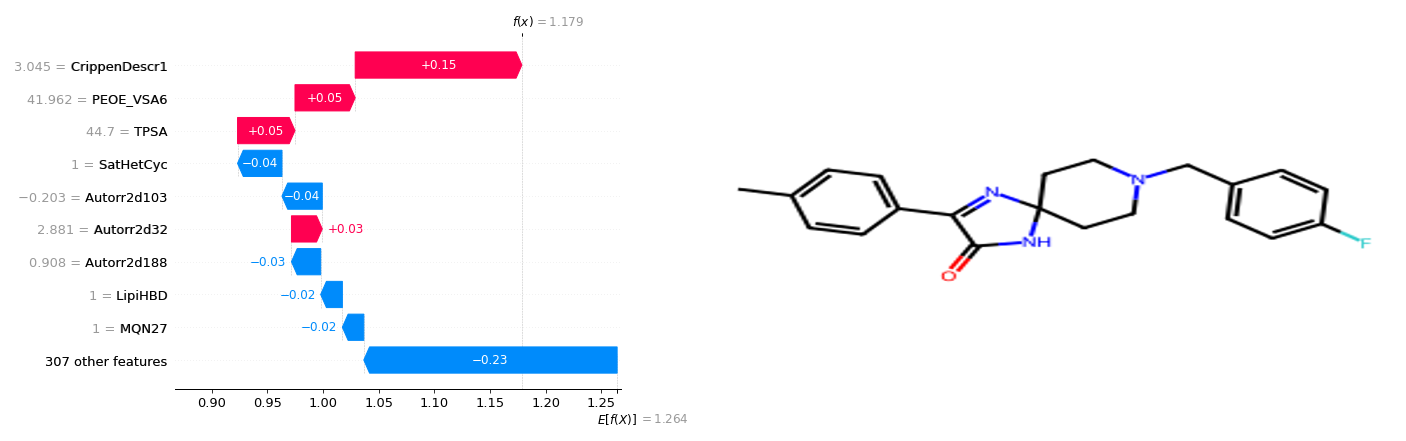 f(x) = 1.179
3.045 = CrippenDescr1
+0.15
41.962 = PEOE_VSA6
+0.05
44.7 = TPSA
+0.05
1 = SatHetCyc
−0.04
−0.203 = Autorr2d103
−0.04
2.881 = Autorr2d32
+0.03
0.908 = Autorr2d188
−0.03
1 = LipiHBD
−0.02
1 = MQN27
−0.02
307 other features
−0.23
0.90 0.95 1.00 1.05 1.10 1.15 1.20 1.25
E[f(X)] = 1.264
N
N
NH
O
F